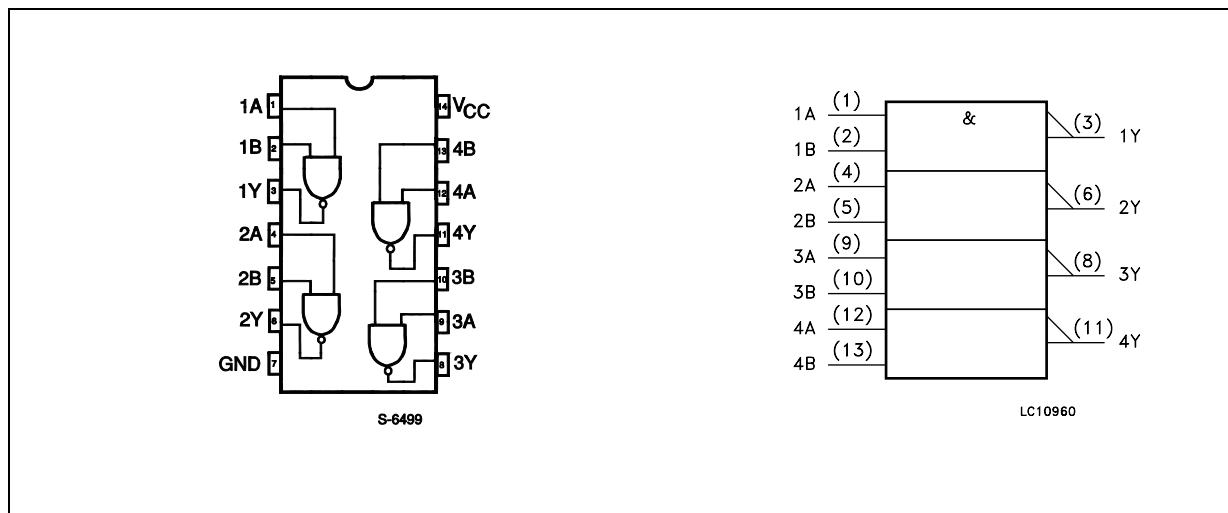 1A 1 14 VCC
1B 2 13 4B
1Y 3 12 4A
2A 4 11 4Y
2B 5 10 3B
2Y 6 9 3A
GND 7 8 3Y
S-6499
&
1A (1)
1B (2)
2A (4)
2B (5)
3A (9)
3B (10)
4A (12)
4B (13)
(3) 1Y
(6) 2Y
(8) 3Y
(11) 4Y
LC10960